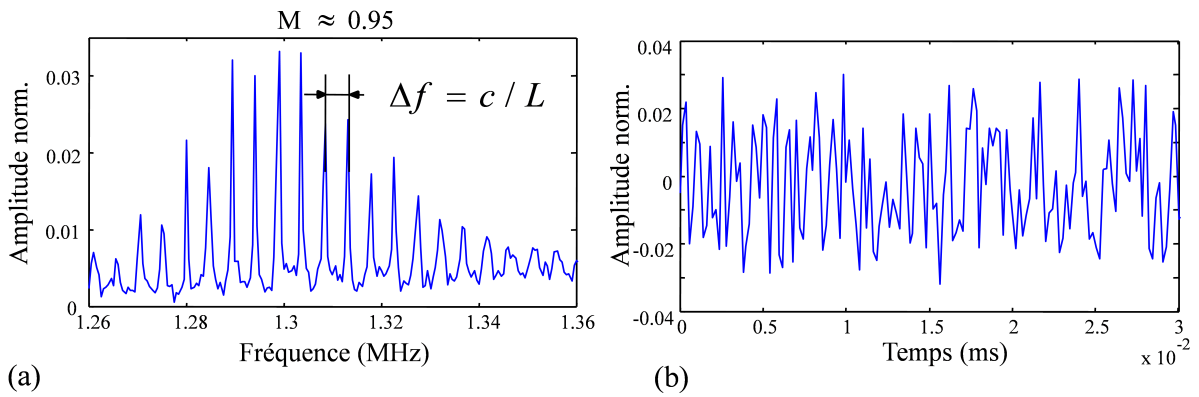 M ≈ 0.95
Amplitude norm.
0.03
0.02
0.01
0
Δf = c / L
1.26
1.28
1.3
1.32
1.34
1.36
Fréquence (MHz)
(a)
Amplitude norm.
0.04
0.02
0
-0.02
-0.04
0
0.5
1
1.5
2
2.5
3
Temps (ms)
x 10-2
(b)